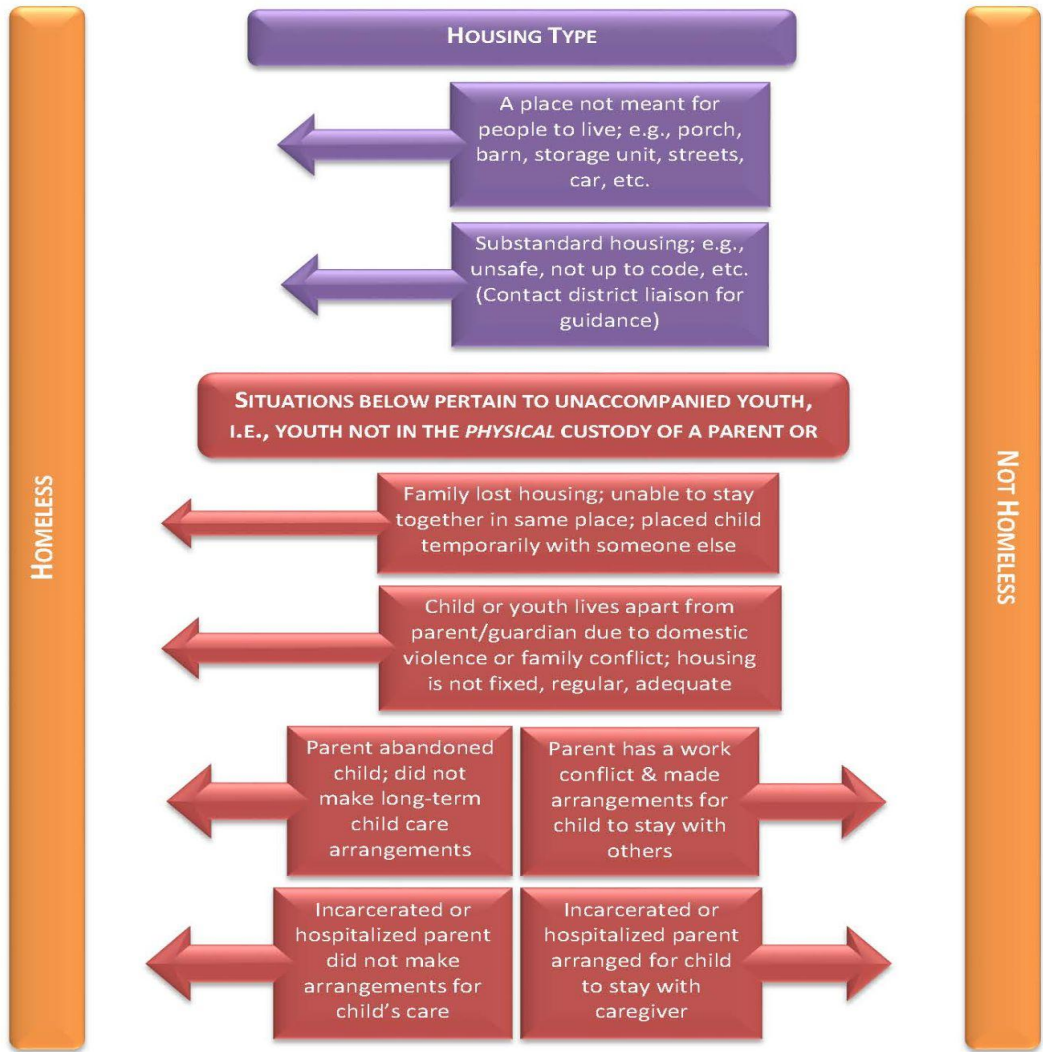 HOMELESS
HOUSING TYPE
A place not meant for
people to live; e.g., porch,
barn, storage unit, streets,
car, etc.
Substandard housing; e.g.,
unsafe, not up to code, etc.
(Contact district liaison for
guidance)
SITUATIONS BELOW PERTAIN TO UNACCOMPANIED YOUTH,
I.E., YOUTH NOT IN THE PHYSICAL CUSTODY OF A PARENT OR
Family lost housing; unable to stay
together in same place; placed child
temporarily with someone else
Child or youth lives apart from
parent/guardian due to domestic
violence or family conflict; housing
is not fixed, regular, adequate
Parent abandoned
child; did not
make long-term
child care
arrangements
Parent has a work
conflict & made
arrangements for
child to stay with
others
Incarcerated or
hospitalized parent
did not make
arrangements for
child's care
Incarcerated or
hospitalized parent
arranged for child
to stay with
caregiver
NOT HOMELESS